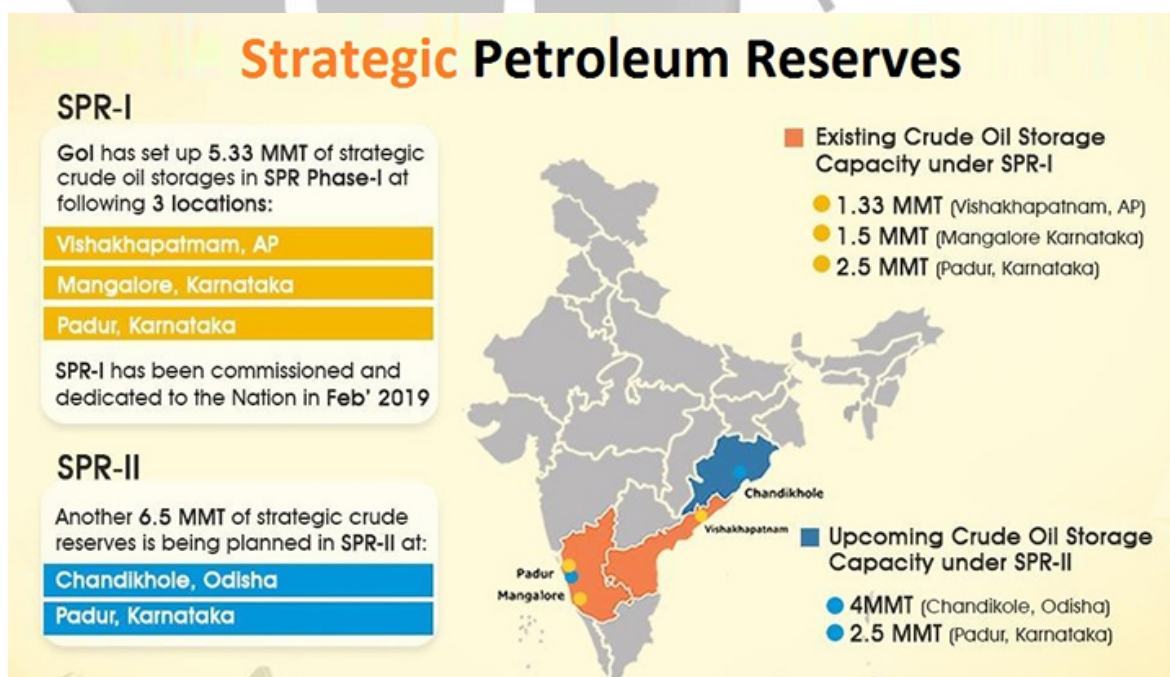 Strategic Petroleum Reserves
SPR-I
GoI has set up 5.33 MMT of strategic
crude oil storages in SPR Phase-I at
following 3 locations:
Vishakhapatmam, AP
Mangalore, Karnataka
Padur, Karnataka
SPR-I has been commissioned and
dedicated to the Nation in Feb' 2019
SPR-II
Another 6.5 MMT of strategic crude
reserves is being planned in SPR-II at:
Chandikhole, Odisha
Padur, Karnataka
Existing Crude Oil Storage
Capacity under SPR-I
1.33 MMT (Vishakhapatnam, AP)
1.5 MMT (Mangalore Karnataka)
2.5 MMT (Padur, Karnataka)
Chandikhole
Vishakhapatnam
Padur
Mangalore
Upcoming Crude Oil Storage
Capacity under SPR-II
4MMT (Chandikole, Odisha)
2.5 MMT (Padur, Karnataka)